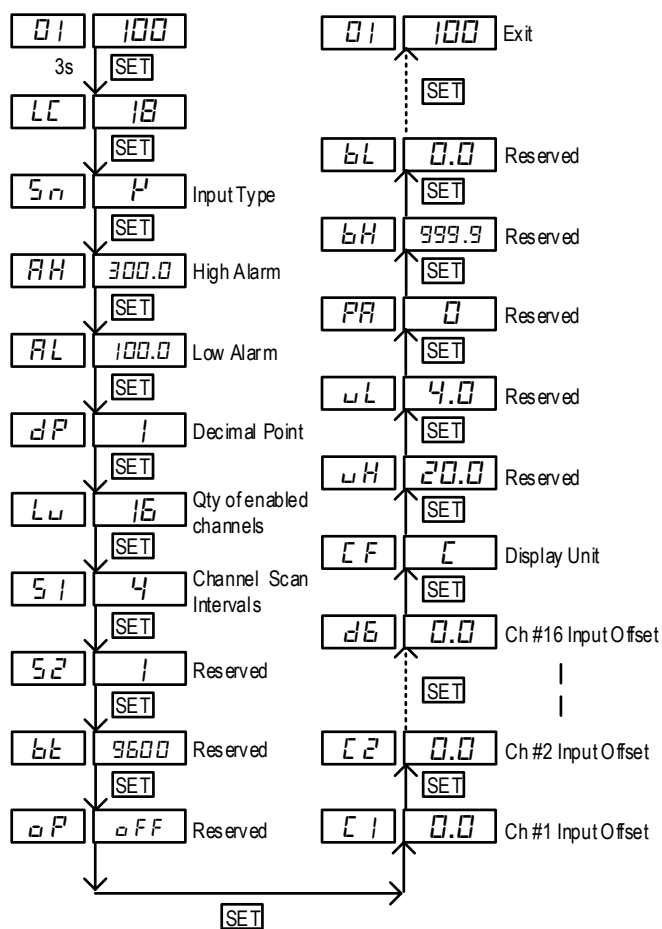 01 100
3s SET
LC 18
SET
Sn K Input Type
SET
AH 300.0 High Alarm
SET
AL 100.0 Low Alarm
SET
dP 1 Decimal Point
SET
Lu 16 Qty of enabled channels
SET
S1 4 Channel Scan Intervals
SET
S2 1 Reserved
SET
bt 9600 Reserved
SET
oP oFF Reserved
SET
01 100 Exit
SET
bL 0.0 Reserved
SET
bH 999.9 Reserved
SET
PA 0 Reserved
SET
uL 4.0 Reserved
SET
uH 20.0 Reserved
SET
CF C Display Unit
SET
d6 0.0 Ch #16 Input Offset
SET
C2 0.0 Ch #2 Input Offset
SET
C1 0.0 Ch #1 Input Offset